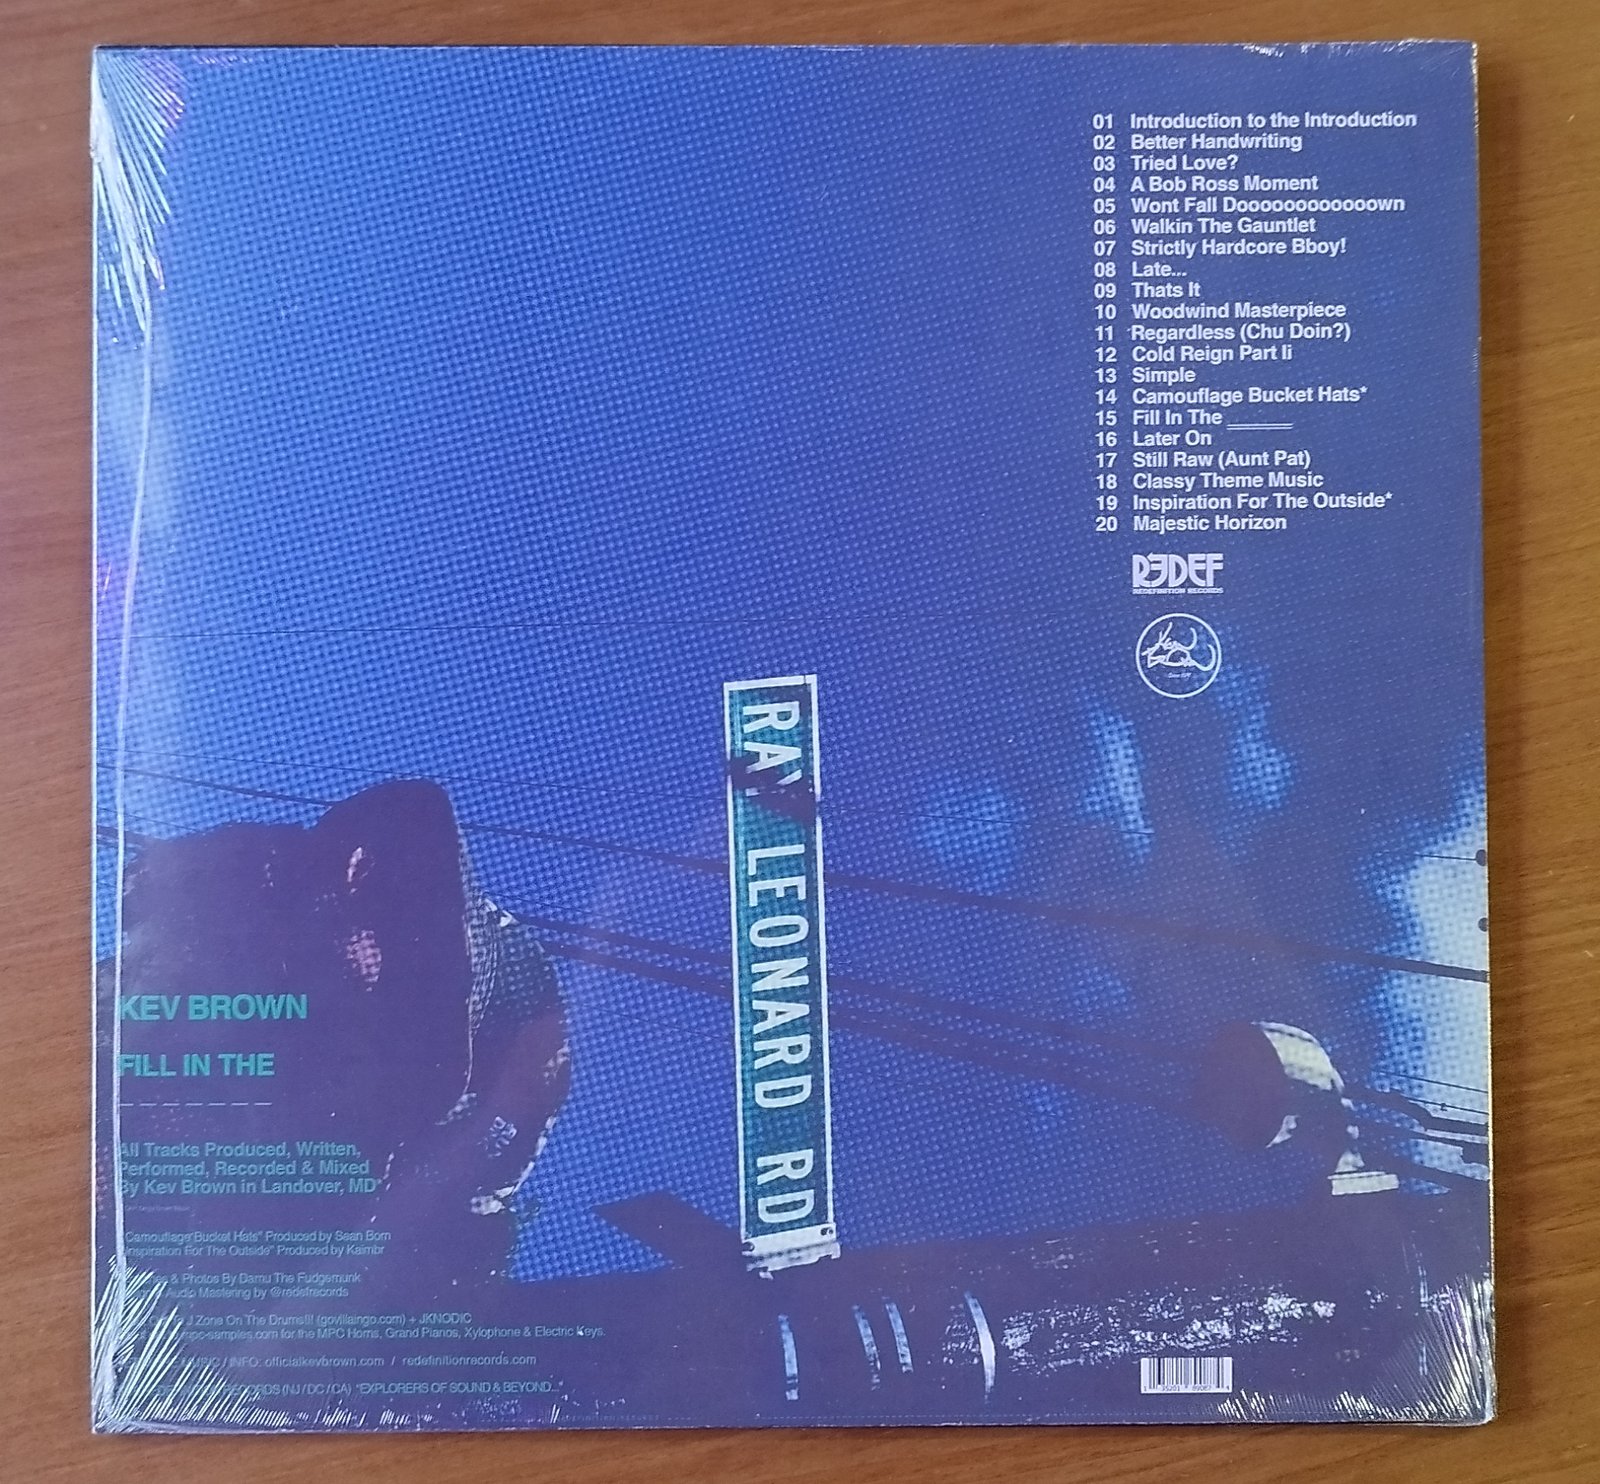 01 Introduction to the Introduction
02 Better Handwriting
03 Tried Love?
04 A Bob Ross Moment
05 Wont Fall Dooooooooooooown
06 Walkin The Gauntlet
07 Strictly Hardcore Bboy!
08 Late...
09 Thats It
10 Woodwind Masterpiece
11 Regardless (Chu Doin?)
12 Cold Reign Part Ii
13 Simple
14 Camouflage Bucket Hats*
15 Fill In The ______
16 Later On
17 Still Raw (Aunt Pat)
18 Classy Theme Music
19 Inspiration For The Outside*
20 Majestic Horizon
REDEF
REDEFINITION RECORDS
Kev Brown
RAY LEONARD RD
KEV BROWN
FILL IN THE
_ _ _ _ _ _ _
All Tracks Produced, Written,
Performed, Recorded & Mixed
By Kev Brown in Landover, MD*
"Camouflage Bucket Hats" Produced by Sean Born
"Inspiration For The Outside" Produced by Kaimbr
& Photos By Damu The Fudgemunk
Audio Mastering by @redefrecords
J Zone On The Drums!!! (govillaingo.com) + JKNODIC
mpc-samples.com for the MPC Horns, Grand Pianos, Xylophone & Electric Keys.
MUSIC / INFO: officialkevbrown.com / redefinitionrecords.com
RECORDS (NJ / DC / CA) "EXPLORERS OF SOUND & BEYOND..."